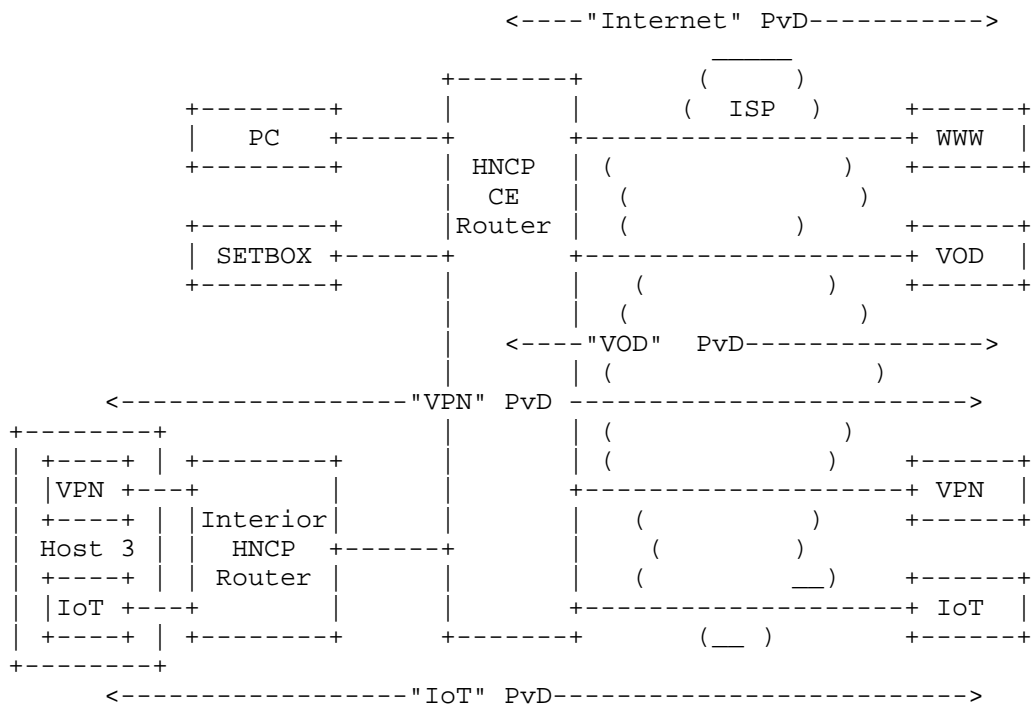 "Internet" PvD
ISP
PC WWW
HNCP
CE
Router
SETBOX VOD
"VOD" PvD
"VPN" PvD
VPN VPN
Interior
Host 3 HNCP
Router
IoT IoT
"IoT" PvD